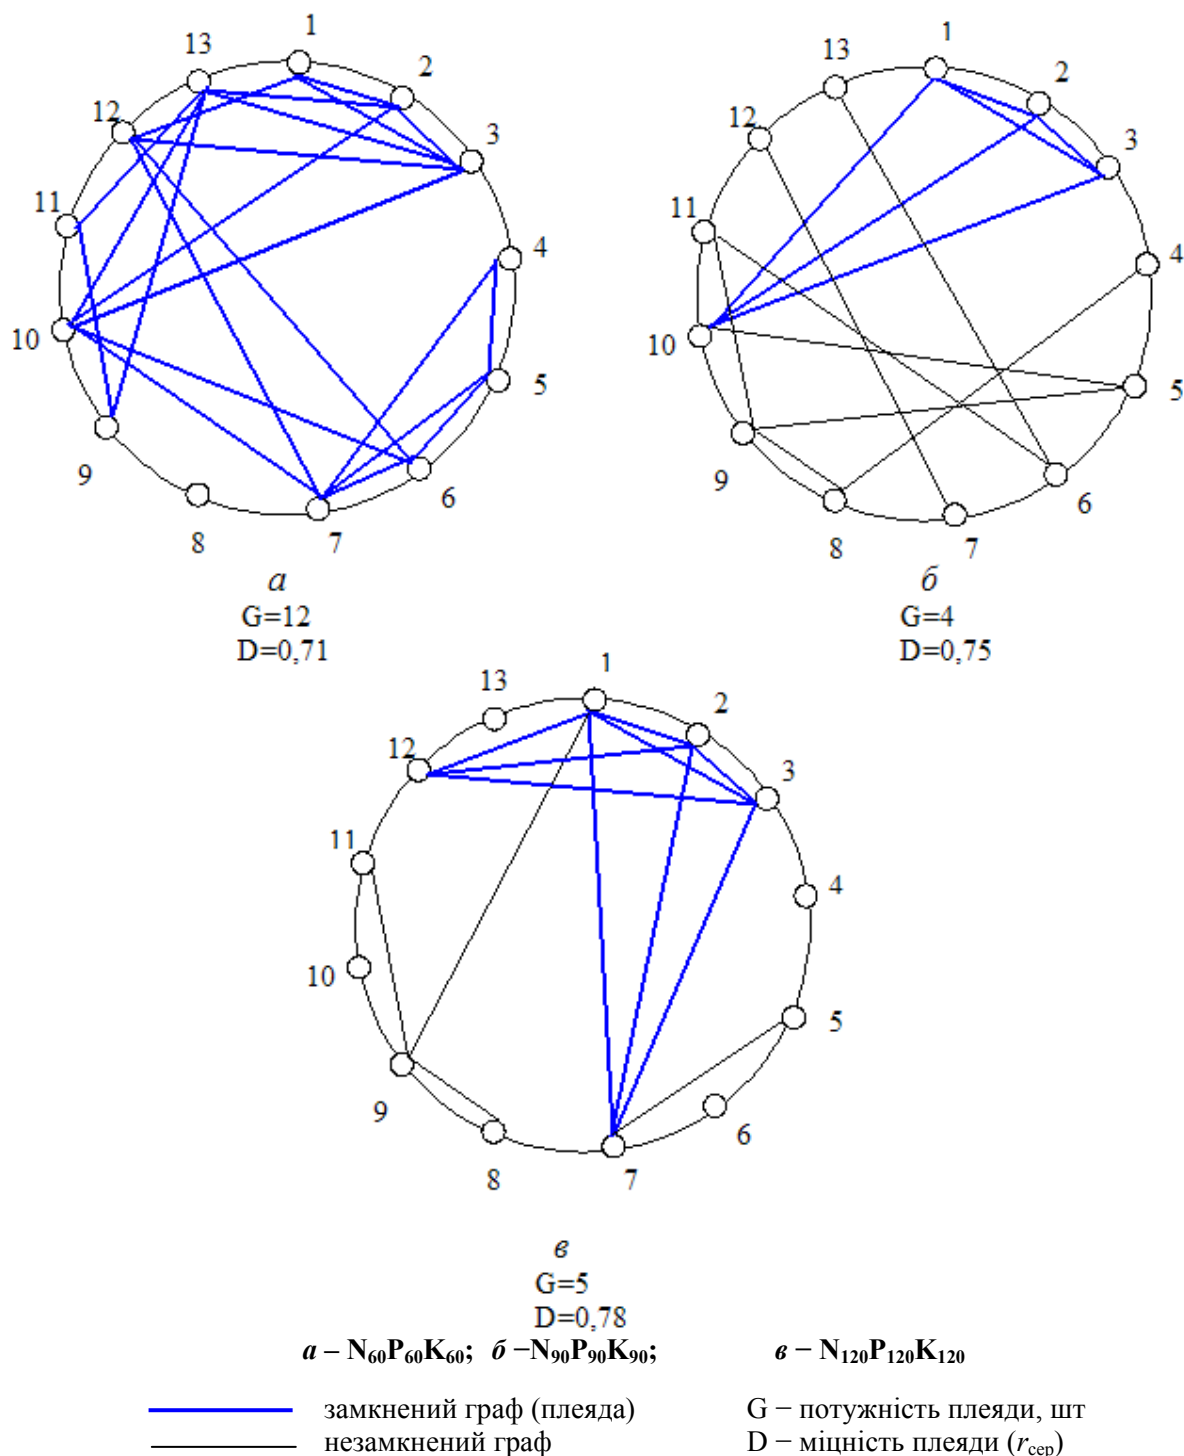 13 1 2 3 4 5 6 7 8 9 10 11 12
а
G=12
D=0,71
13 1 2 3 4 5 6 7 8 9 10 11 12
б
G=4
D=0,75
13 1 2 3 4 5 6 7 8 9 10 11 12
в
G=5
D=0,78
а – N60P60K60; б –N90P90K90; в – N120P120K120
замкнений граф (плеяда) G – потужність плеяди, шт
незамкнений граф D – міцність плеяди (rсер)